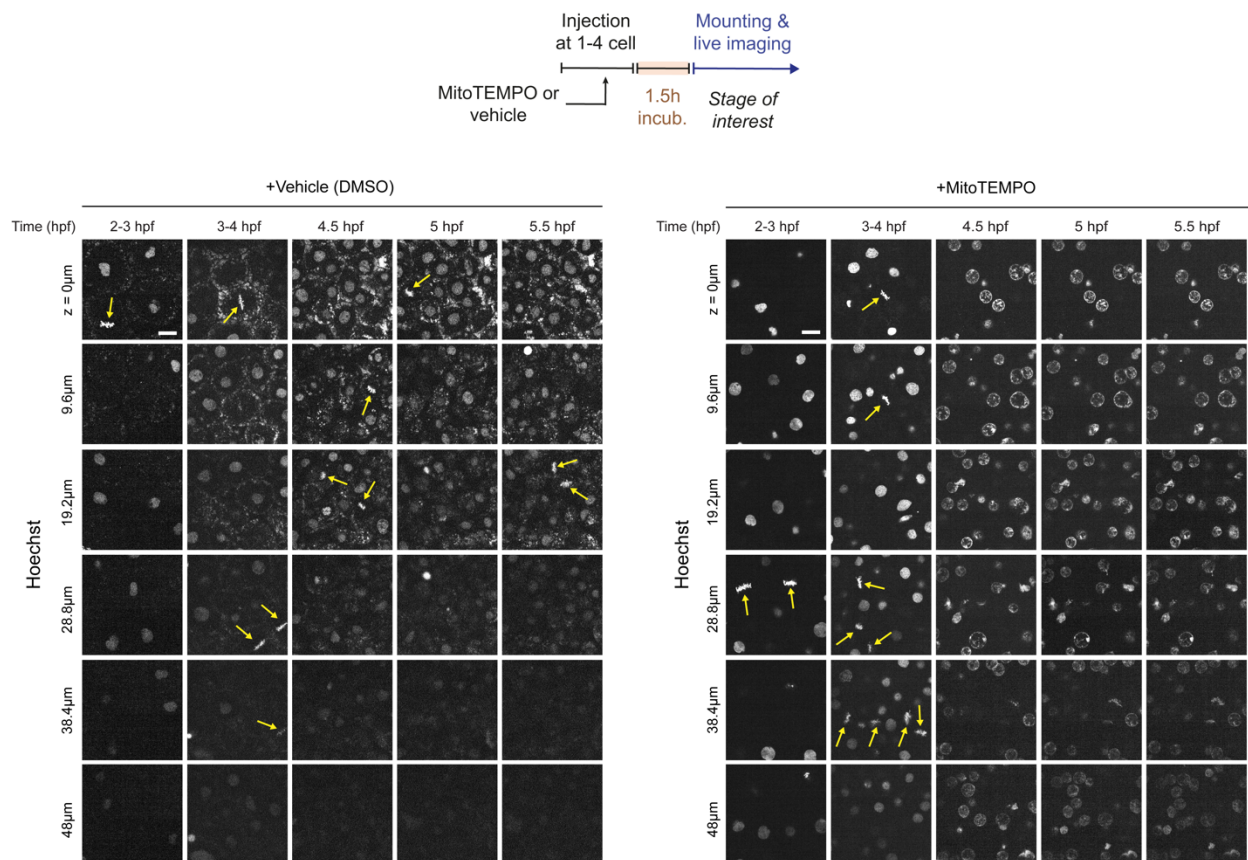 Injection
at 1-4 cell
Mounting &
live imaging
MitoTEMPO or
vehicle
1.5h
incub.
Stage of
interest
+Vehicle (DMSO)
Time (hpf) 2-3 hpf 3-4 hpf 4.5 hpf 5 hpf 5.5 hpf
Hoechst
z = 0µm
9.6µm
19.2µm
28.8µm
38.4µm
48µm
+MitoTEMPO
Time (hpf) 2-3 hpf 3-4 hpf 4.5 hpf 5 hpf 5.5 hpf
Hoechst
z = 0µm
9.6µm
19.2µm
28.8µm
38.4µm
48µm